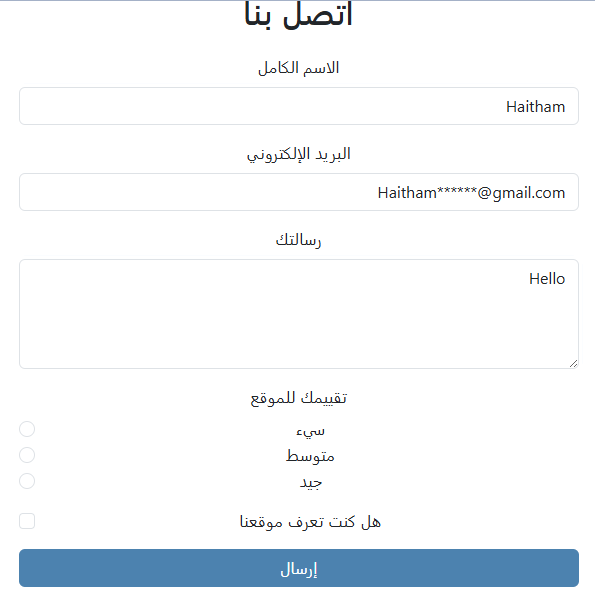 اتصل بنا
الاسم الكامل
Haitham
البريد الإلكتروني
Haitham******@gmail.com
رسالتك
Hello
تقييمك للموقع
سيء
متوسط
جيد
هل كنت تعرف موقعنا
إرسال